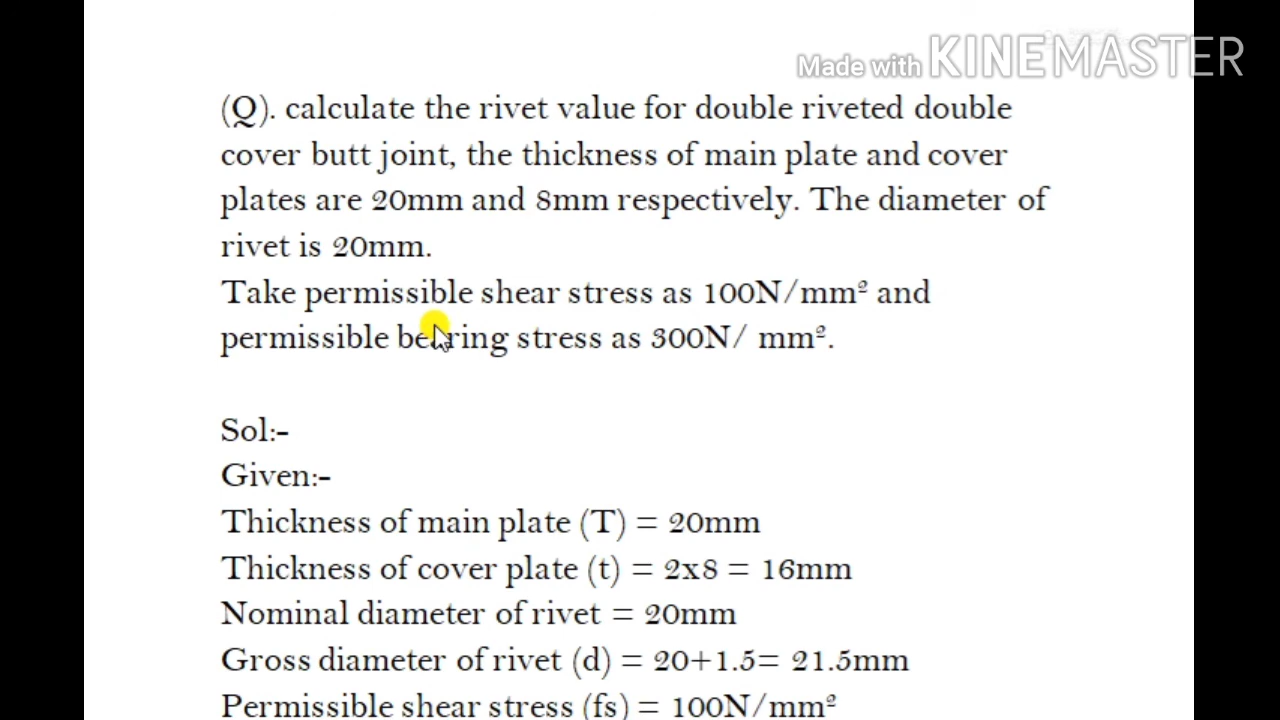 Made with KINEMASTER
(Q). calculate the rivet value for double riveted double
cover butt joint, the thickness of main plate and cover
plates are 20mm and 8mm respectively. The diameter of
rivet is 20mm.
Take permissible shear stress as 100N/mm² and
permissible bearing stress as 300N/ mm².
Sol:-
Given:-
Thickness of main plate (T) = 20mm
Thickness of cover plate (t) = 2x8 = 16mm
Nominal diameter of rivet = 20mm
Gross diameter of rivet (d) = 20+1.5= 21.5mm
Permissible shear stress (fs) = 100N/mm²